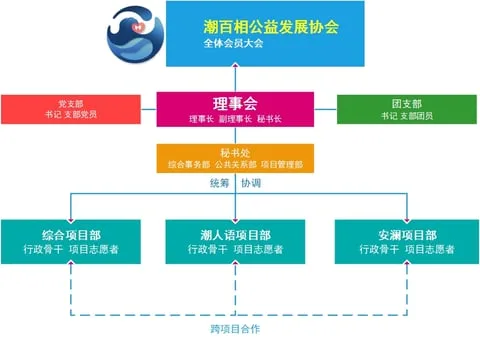 潮百相公益发展协会
全体会员大会
党支部
书记 支部党员
理事会
理事长 副理事长 秘书长
团支部
书记 支部团员
秘书处
综合事务部 公共关系部 项目管理部
统筹 协调
综合项目部
行政骨干 项目志愿者
潮人语项目部
行政骨干 项目志愿者
安澜项目部
行政骨干 项目志愿者
跨项目合作